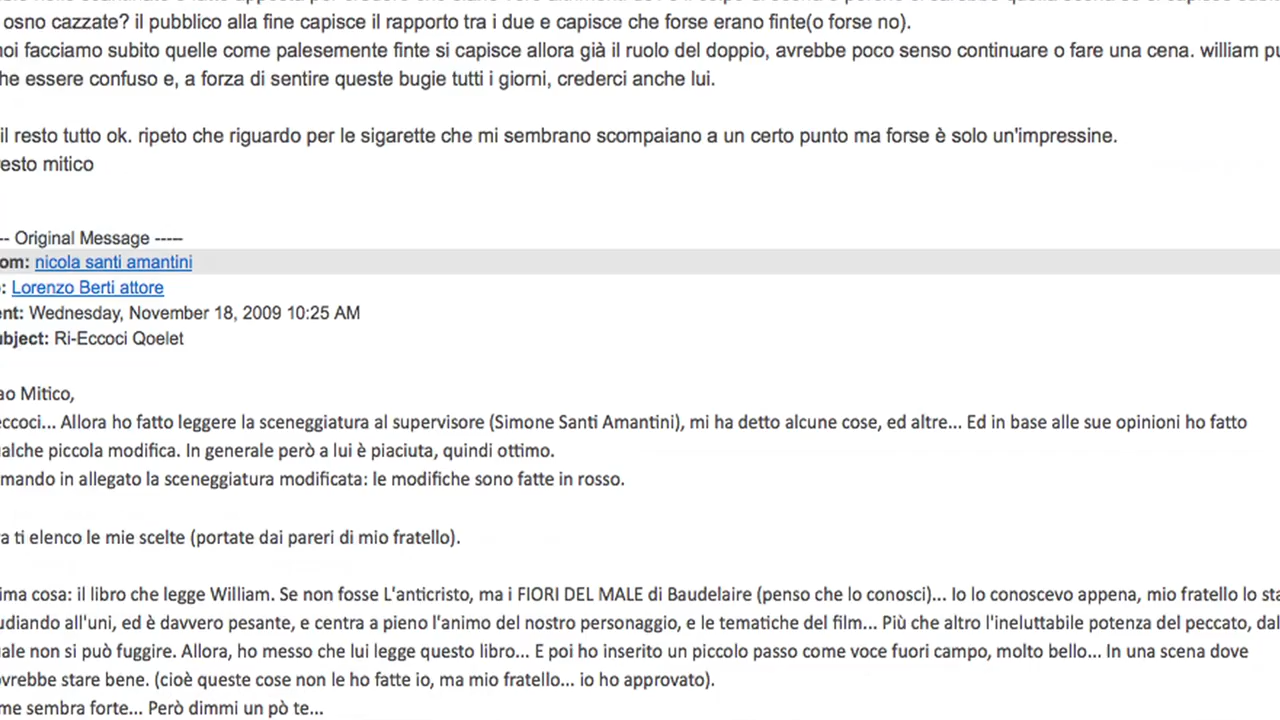 osno cazzate? il pubblico alla fine capisce il rapporto tra i due e capisce che forse erano finte(o forse no).
noi facciamo subito quelle come palesemente finte si capisce allora già il ruolo del doppio, avrebbe poco senso continuare o fare una cena. william pu
he essere confuso e, a forza di sentire queste bugie tutti i giorni, crederci anche lui.
il resto tutto ok. ripeto che riguardo per le sigarette che mi sembrano scompaiano a un certo punto ma forse è solo un'impressine.
resto mitico
-- Original Message -----
om: nicola santi amantini
: Lorenzo Berti attore
ent: Wednesday, November 18, 2009 10:25 AM
ubject: Ri-Eccoci Qoelet
ao Mitico,
eccoci... Allora ho fatto leggere la sceneggiatura al supervisore (Simone Santi Amantini), mi ha detto alcune cose, ed altre... Ed in base alle sue opinioni ho fatto
ualche piccola modifica. In generale però a lui è piaciuta, quindi ottimo.
mando in allegato la sceneggiatura modificata: le modifiche sono fatte in rosso.
a ti elenco le mie scelte (portate dai pareri di mio fratello).
ima cosa: il libro che legge William. Se non fosse L'anticristo, ma i FIORI DEL MALE di Baudelaire (penso che lo conosci)... Io lo conoscevo appena, mio fratello lo sta
udiando all'uni, ed è davvero pesante, e centra a pieno l'animo del nostro personaggio, e le tematiche del film... Più che altro l'ineluttabile potenza del peccato, dal
uale non si può fuggire. Allora, ho messo che lui legge questo libro... E poi ho inserito un piccolo passo come voce fuori campo, molto bello... In una scena dove
ovrebbe stare bene. (cioè queste cose non le ho fatte io, ma mio fratello... io ho approvato).
me sembra forte... Però dimmi un pò te...